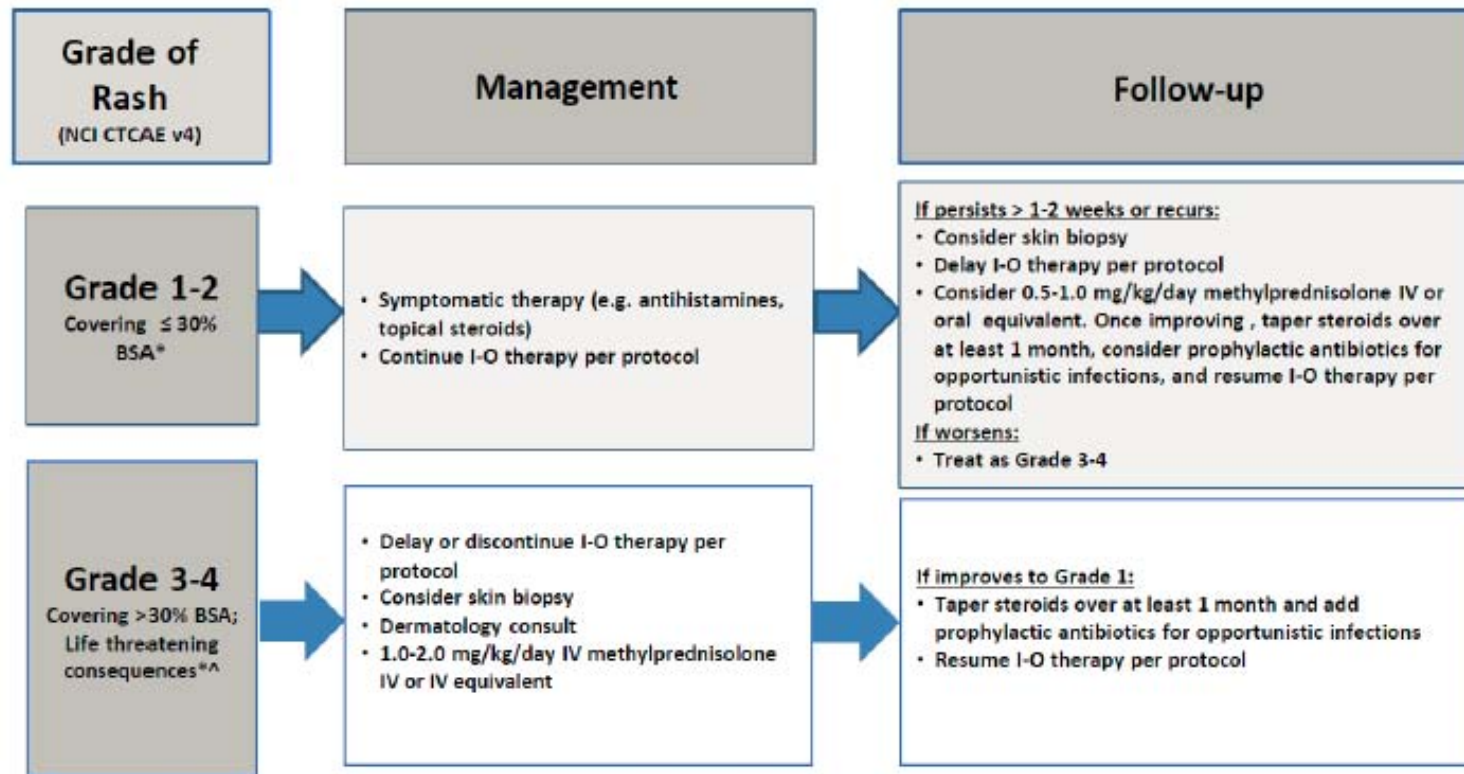 Grade of
Rash
(NCI CTCAE v4)
Management
Follow-up
Grade 1-2
Covering ≤ 30%
BSA*
• Symptomatic therapy (e.g. antihistamines,
topical steroids)
• Continue I-O therapy per protocol
If persists > 1-2 weeks or recurs:
• Consider skin biopsy
• Delay I-O therapy per protocol
• Consider 0.5-1.0 mg/kg/day methylprednisolone IV or
oral equivalent. Once improving , taper steroids over
at least 1 month, consider prophylactic antibiotics for
opportunistic infections, and resume I-O therapy per
protocol
If worsens:
• Treat as Grade 3-4
Grade 3-4
Covering >30% BSA;
Life threatening
consequences*^
• Delay or discontinue I-O therapy per
protocol
• Consider skin biopsy
• Dermatology consult
• 1.0-2.0 mg/kg/day IV methylprednisolone
IV or IV equivalent
If improves to Grade 1:
• Taper steroids over at least 1 month and add
prophylactic antibiotics for opportunistic infections
• Resume I-O therapy per protocol